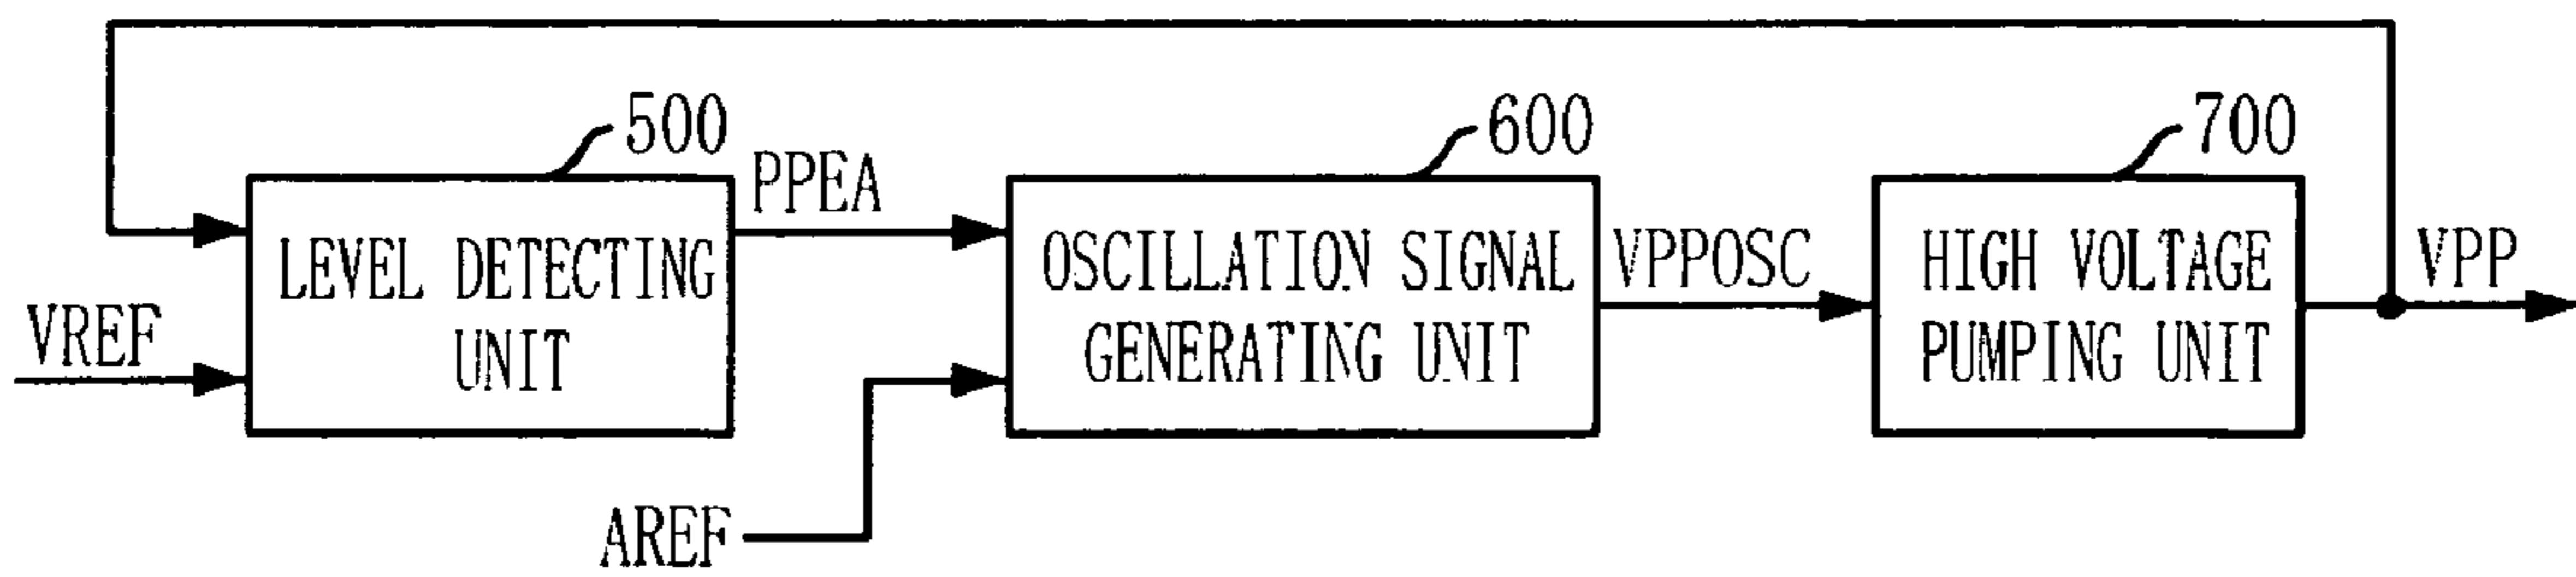 500
600
700
PPEA
LEVEL DETECTING
UNIT
OSCILLATION SIGNAL
GENERATING UNIT
VPPOSC
HIGH VOLTAGE
PUMPING UNIT
VPP
VREF
AREF